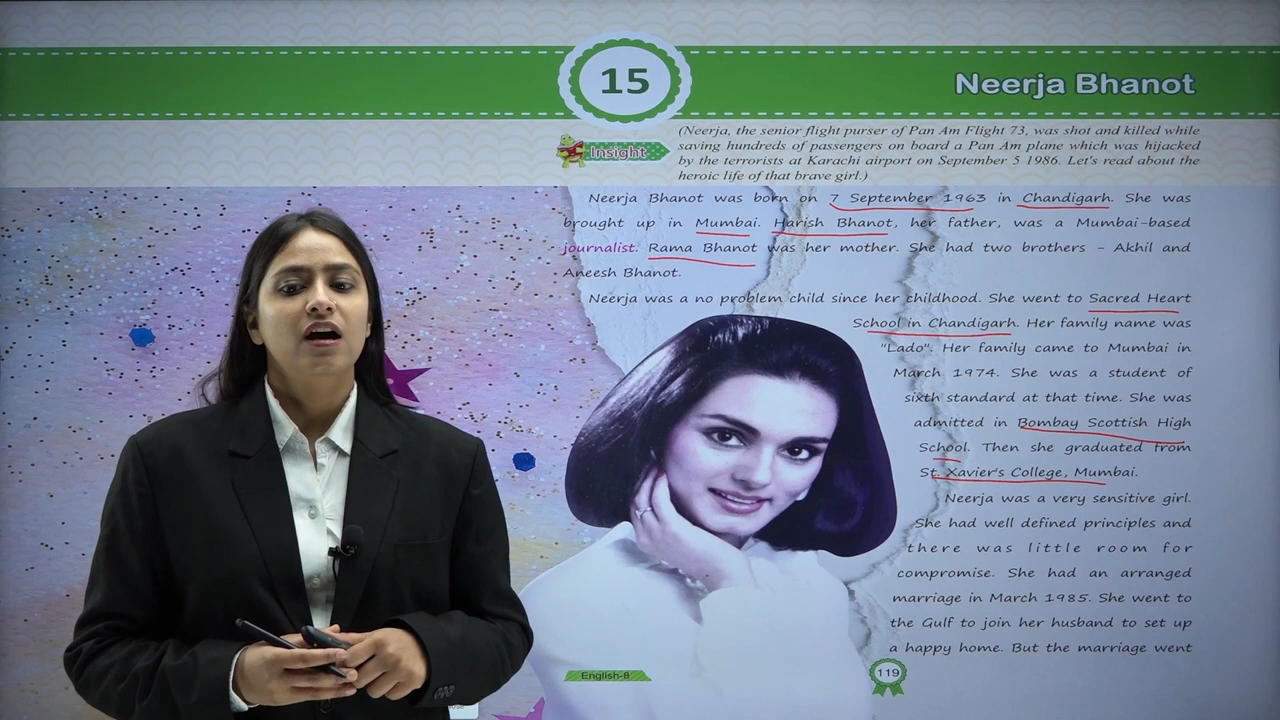 15
Neerja Bhanot
Insight
(Neerja, the senior flight purser of Pan Am Flight 73, was shot and killed while
saving hundreds of passengers on board a Pan Am plane which was hijacked
by the terrorists at Karachi airport on September 5 1986. Let's read about the
heroic life of that brave girl.)
Neerja Bhanot was born on 7 September 1963 in Chandigarh. She was
brought up in Mumbai. Harish Bhanot, her father, was a Mumbai-based
journalist. Rama Bhanot was her mother. She had two brothers - Akhil and
Aneesh Bhanot.
Neerja was a no problem child since her childhood. She went to Sacred Heart
School in Chandigarh. Her family name was
"Lado". Her family came to Mumbai in
March 1974. She was a student of
sixth standard at that time. She was
admitted in Bombay Scottish High
School. Then she graduated from
St. Xavier's College, Mumbai.
Neerja was a very sensitive girl.
She had well defined principles and
there was little room for
compromise. She had an arranged
marriage in March 1985. She went to
the Gulf to join her husband to set up
a happy home. But the marriage went
English-8
119